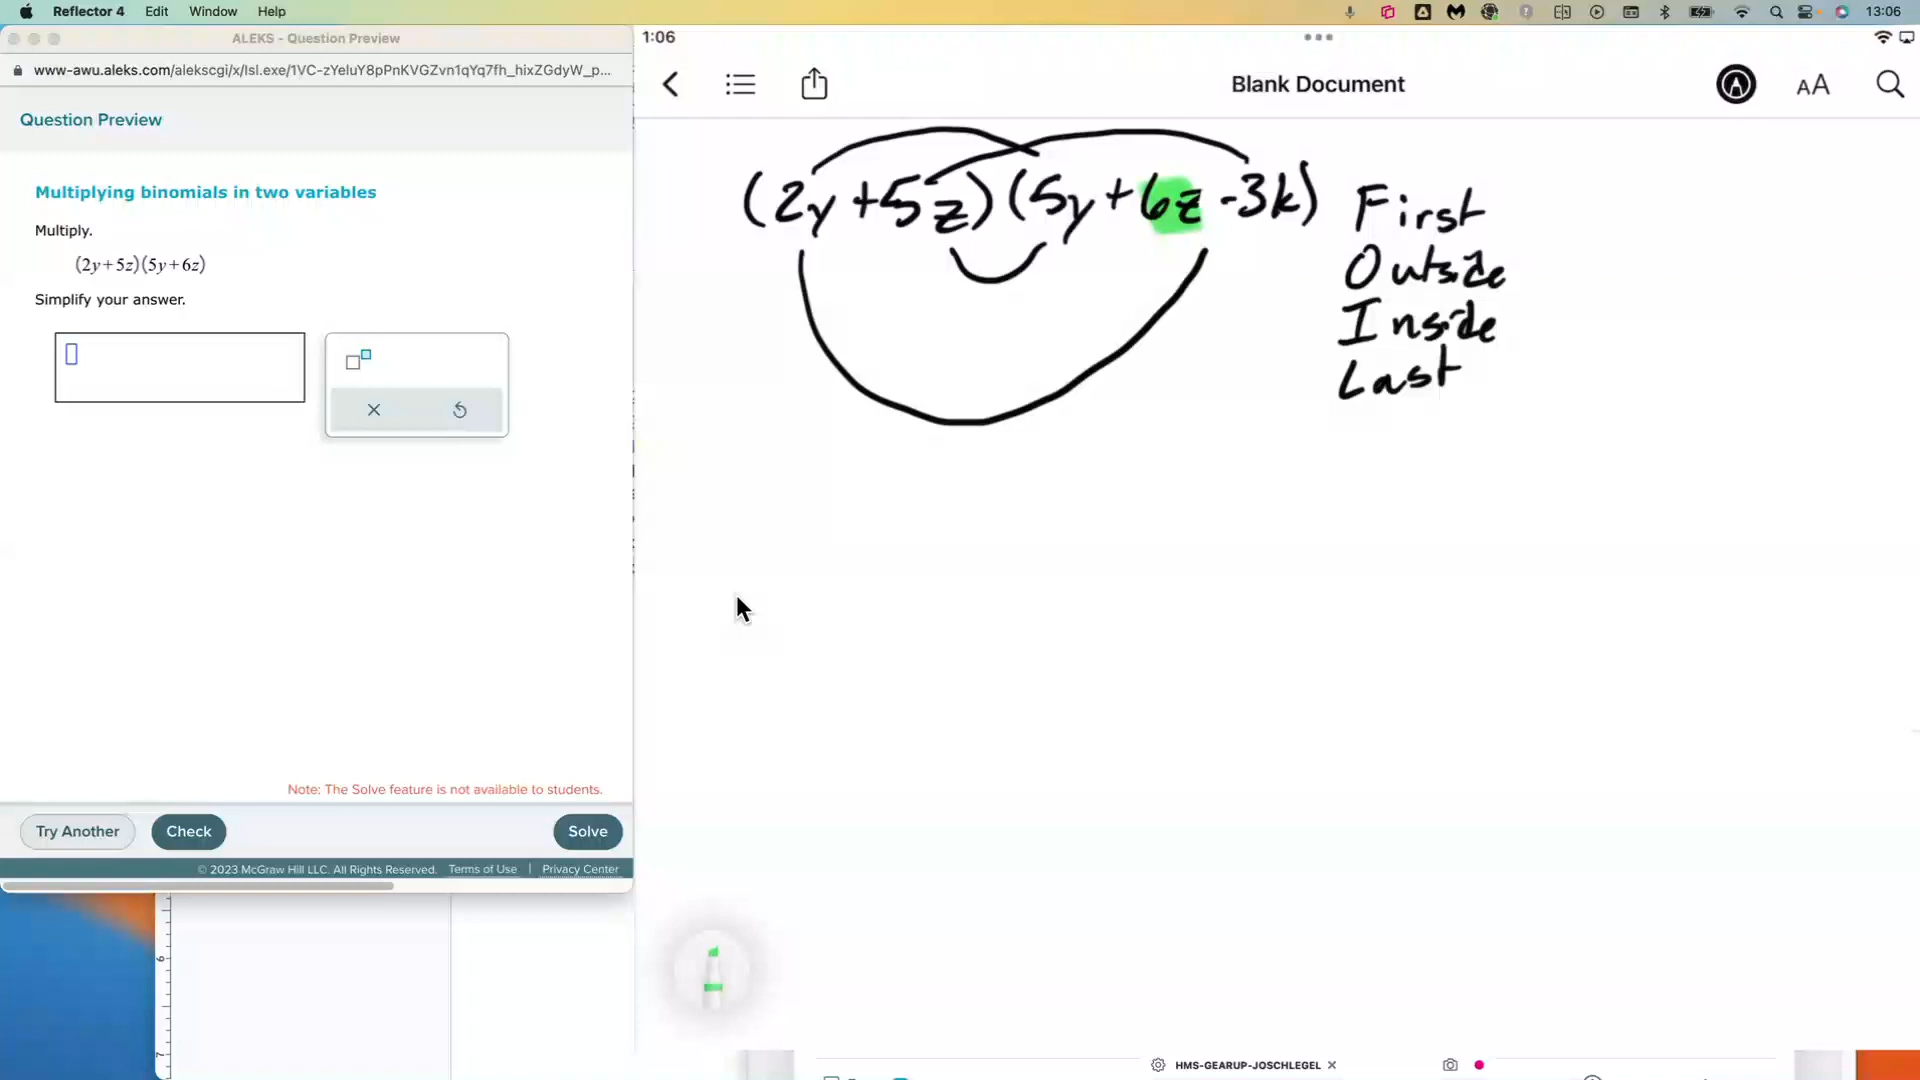 Reflector 4 Edit Window Help
13:06
ALEKS - Question Preview
www-awu.aleks.com/alekscgi/x/Isl.exe/1VC-zYeluY8pPnKVGZvn1qYq7fh_hixZGdyW_p...
Question Preview
Multiplying binomials in two variables
Multiply.
(2y+5z)(5y+6z)
Simplify your answer.
Note: The Solve feature is not available to students.
Try Another Check Solve
© 2023 McGraw Hill LLC. All Rights Reserved. Terms of Use | Privacy Center
6
7
1:06
Blank Document
AA
(2y+5z)(5y+6z-3k)
First
Outside
Inside
Last
HMS-GEARUP-JOSCHLEGEL